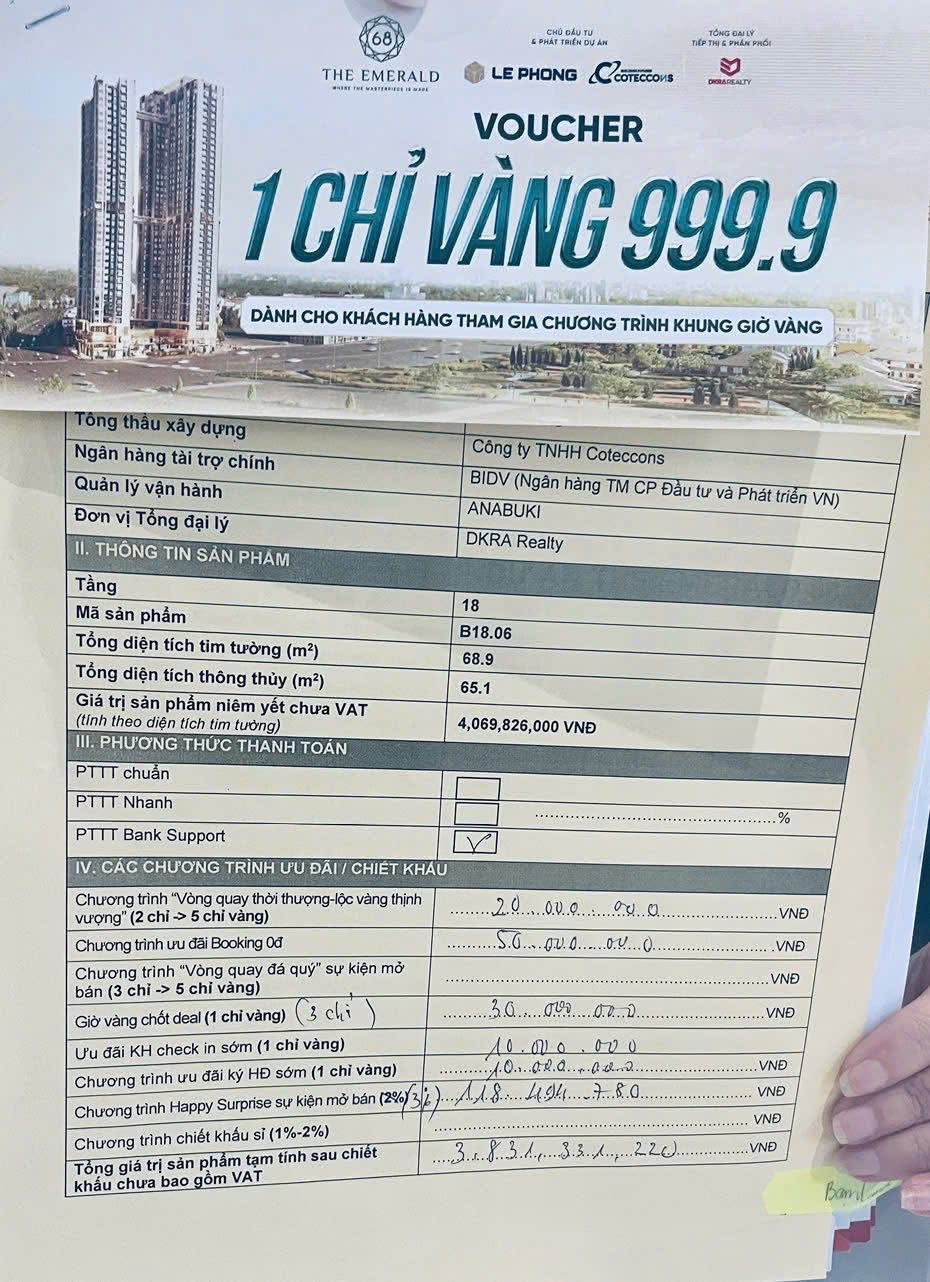 68
THE EMERALD
WHERE THE MASTERPIECE IS MADE
CHỦ ĐẦU TƯ
& PHÁT TRIỂN DỰ ÁN
LE PHONG
COTECCONS
TỔNG ĐẠI LÝ
TIẾP THỊ & PHÂN PHỐI
DKRA REALTY
VOUCHER
1 CHỈ VÀNG 999.9
DÀNH CHO KHÁCH HÀNG THAM GIA CHƯƠNG TRÌNH KHUNG GIỜ VÀNG
Tổng thầu xây dựng Công ty TNHH Coteccons
Ngân hàng tài trợ chính BIDV (Ngân hàng TM CP Đầu tư và Phát triển VN)
Quản lý vận hành ANABUKI
Đơn vị Tổng đại lý DKRA Realty
II. THÔNG TIN SẢN PHẨM
Tầng 18
Mã sản phẩm B18.06
Tổng diện tích tim tường (m²) 68.9
Tổng diện tích thông thủy (m²) 65.1
Giá trị sản phẩm niêm yết chưa VAT
(tính theo diện tích tim tường) 4,069,826,000 VNĐ
III. PHƯƠNG THỨC THANH TOÁN
PTTT chuẩn
PTTT Nhanh ........................%
PTTT Bank Support V
IV. CÁC CHƯƠNG TRÌNH ƯU ĐÃI / CHIẾT KHẤU
Chương trình "Vòng quay thời thượng-lộc vàng thịnh
vượng" (2 chỉ -> 5 chỉ vàng) 20.000.000 VNĐ
Chương trình ưu đãi Booking 0đ 50.000.000 VNĐ
Chương trình "Vòng quay đá quý" sự kiện mở
bán (3 chỉ -> 5 chỉ vàng) ........................VNĐ
Giờ vàng chốt deal (1 chỉ vàng) (3 chỉ) 30.000.000 VNĐ
Ưu đãi KH check in sớm (1 chỉ vàng) 10.000.000
Chương trình ưu đãi ký HĐ sớm (1 chỉ vàng) 10.000.000 VNĐ
Chương trình Happy Surprise sự kiện mở bán (2%) (3%) 118.494.780 VNĐ
Chương trình chiết khấu sỉ (1%-2%) ........................VNĐ
Tổng giá trị sản phẩm tạm tính sau chiết
khấu chưa bao gồm VAT 3.831.331.220 VNĐ